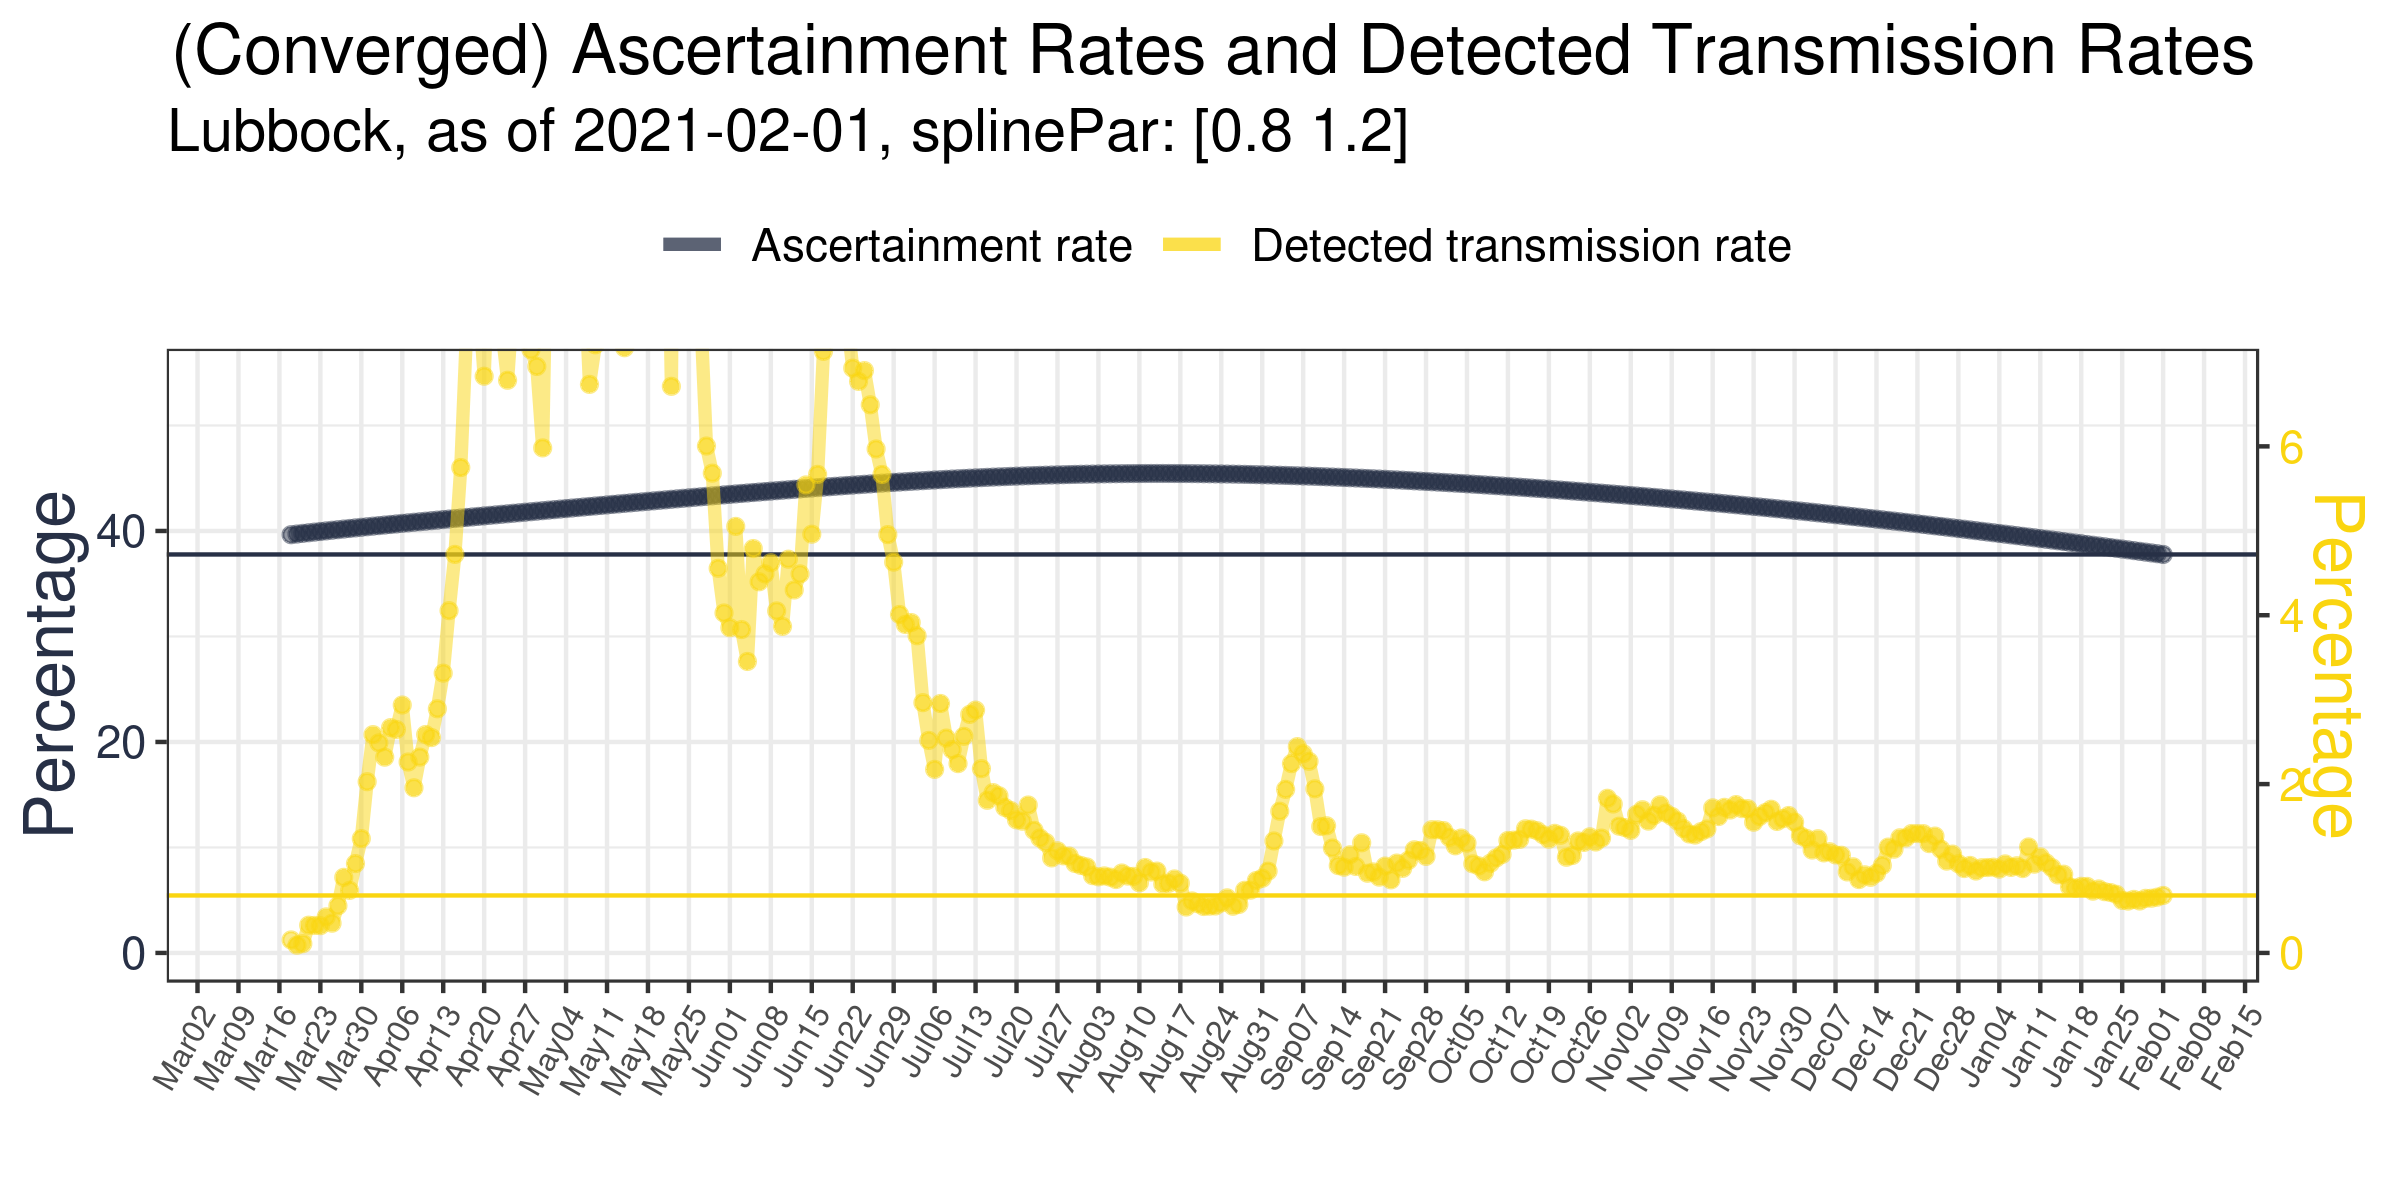 (Converged) Ascertainment Rates and Detected Transmission Rates
Lubbock, as of 2021-02-01, splinePar: [0.8 1.2]
Ascertainment rate Detected transmission rate
Percentage
40
20
0
6
4
2
0
Percentage
Mar02 Mar09 Mar16 Mar23 Mar30 Apr06 Apr13 Apr20 Apr27 May04 May11 May18 May25 Jun01 Jun08 Jun15 Jun22 Jun29 Jul06 Jul13 Jul20 Jul27 Aug03 Aug10 Aug17 Aug24 Aug31 Sep07 Sep14 Sep21 Sep28 Oct05 Oct12 Oct19 Oct26 Nov02 Nov09 Nov16 Nov23 Nov30 Dec07 Dec14 Dec21 Dec28 Jan04 Jan11 Jan18 Jan25 Feb01 Feb08 Feb15